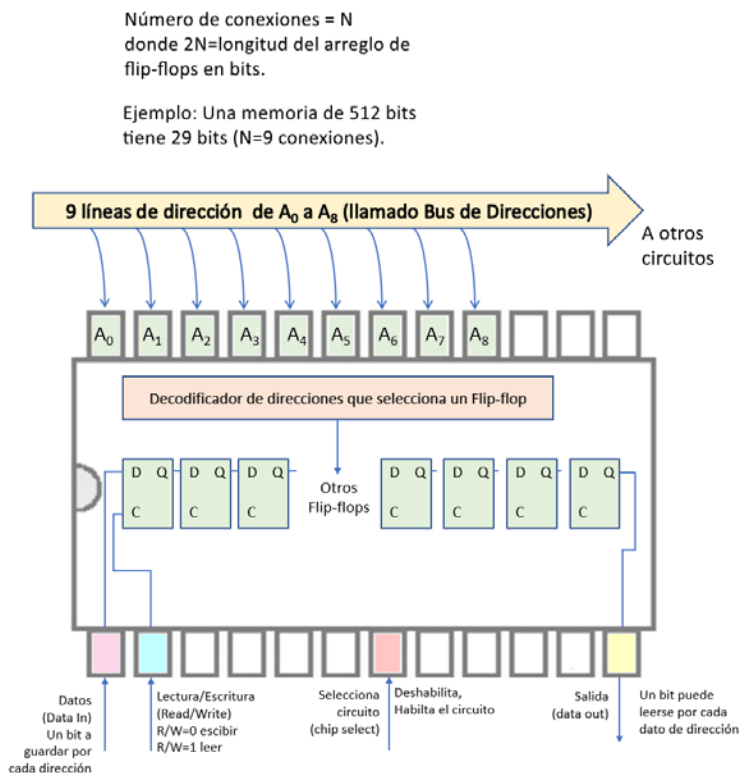 Número de conexiones = N
donde 2N=longitud del arreglo de
flip-flops en bits.
Ejemplo: Una memoria de 512 bits
tiene 29 bits (N=9 conexiones).
9 líneas de dirección de A0 a A8 (llamado Bus de Direcciones)
A otros
circuitos
A0 A1 A2 A3 A4 A5 A6 A7 A8
Decodificador de direcciones que selecciona un Flip-flop
D Q D Q D Q D Q D Q D Q D Q
C C C C C C C
Otros
Flip-flops
Datos
(Data In)
Un bit a
guardar por
cada dirección
Lectura/Escritura
(Read/Write)
R/W=0 escibir
R/W=1 leer
Selecciona
circuito
(chip select)
Deshabilita,
Habilta el circuito
Salida
(data out)
Un bit puede
leerse por cada
dato de dirección